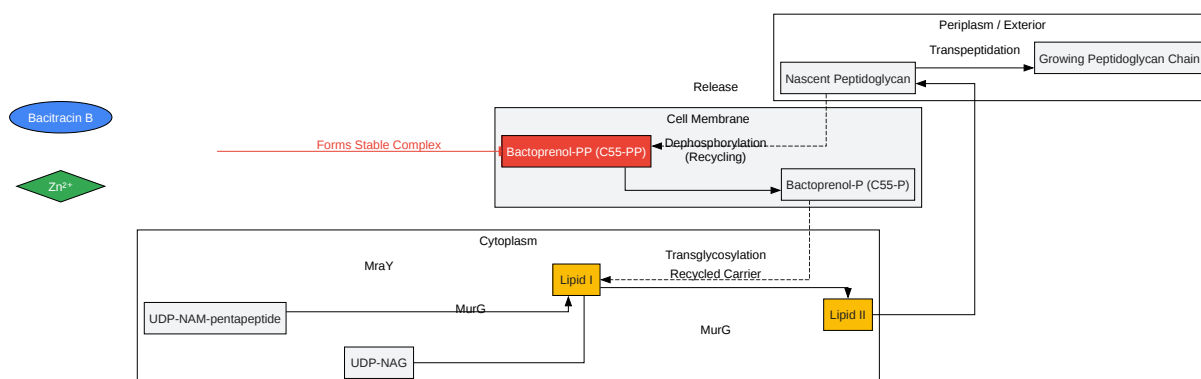 Periplasm / Exterior
Transpeptidation
Growing Peptidoglycan Chain
Nascent Peptidoglycan
Release
Bacitracin B
Cell Membrane
Forms Stable Complex
Bactoprenol-PP (C55-PP)
Dephosphorylation
(Recycling)
Zn²⁺
Bactoprenol-P (C55-P)
Cytoplasm
Transglycosylation
MraY
Recycled Carrier
Lipid I
UDP-NAM-pentapeptide
MurG
Lipid II
MurG
UDP-NAG